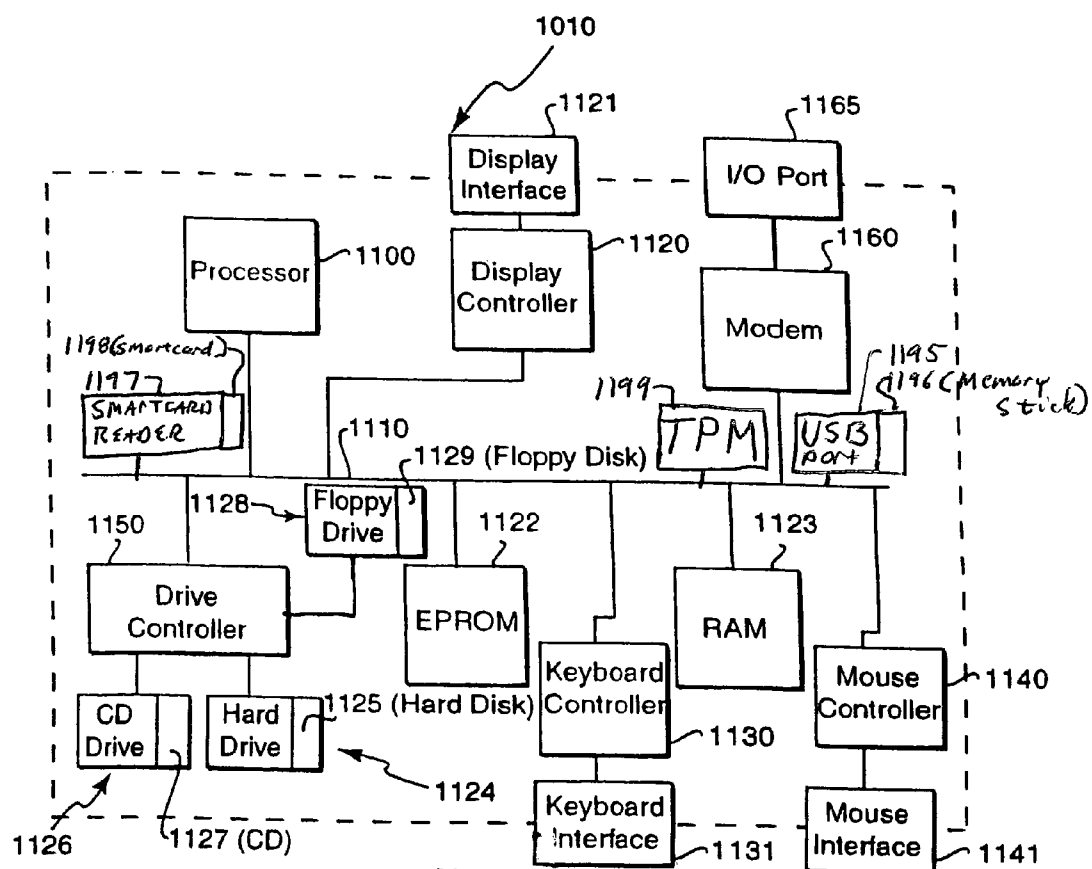 1010
1121
1165
Display
Interface
I/O Port
1100
1120
1160
Processor
Display
Controller
Modem
1198(smartcard)
1197
SMARTCARD
READER
1199
TPM
1195
1196 (Memory
Stick)
USB
PORT
1110
1129 (Floppy Disk)
1128
Floppy
Drive
1150
1122
1123
Drive
Controller
EPROM
RAM
Keyboard
Controller
1130
Mouse
Controller
1140
CD
Drive
Hard
Drive
1125 (Hard Disk)
1124
1126
1127 (CD)
Keyboard
Interface
1131
Mouse
Interface
1141